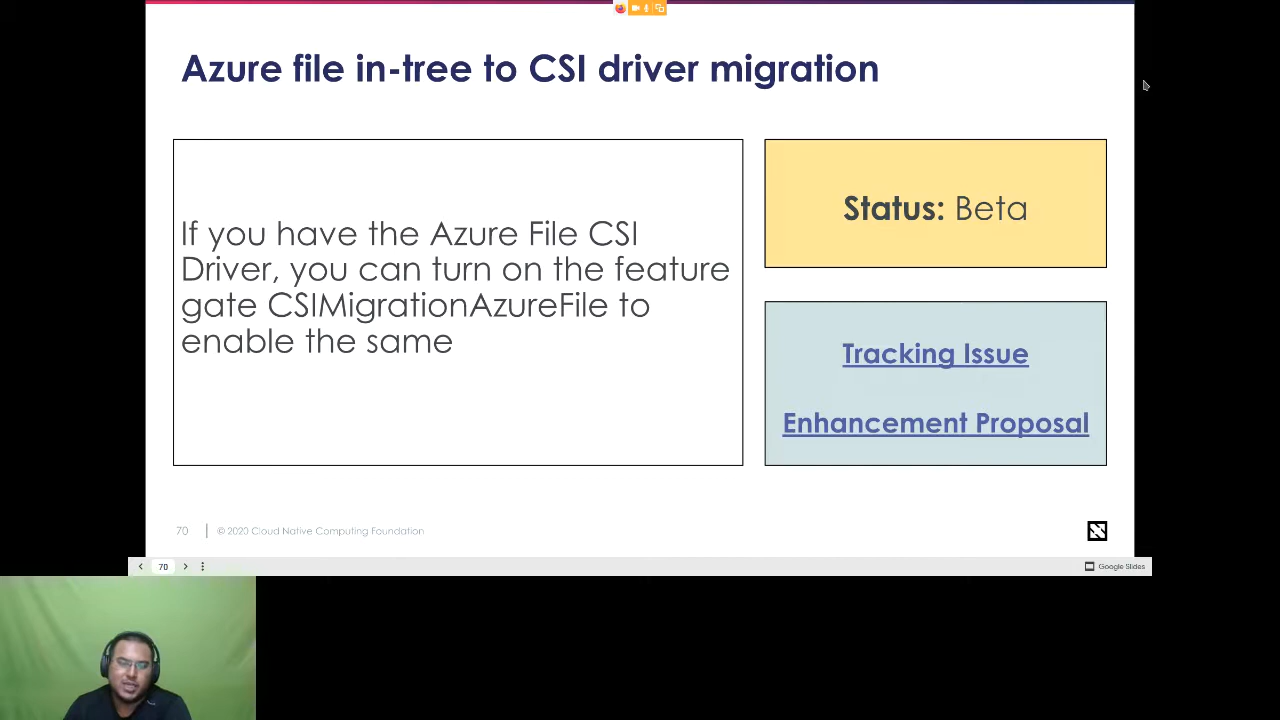 Azure file in-tree to CSI driver migration
If you have the Azure File CSI
Driver, you can turn on the feature
gate CSIMigrationAzureFile to
enable the same
Status: Beta
Tracking Issue
Enhancement Proposal
70
© 2020 Cloud Native Computing Foundation
70
Google Slides